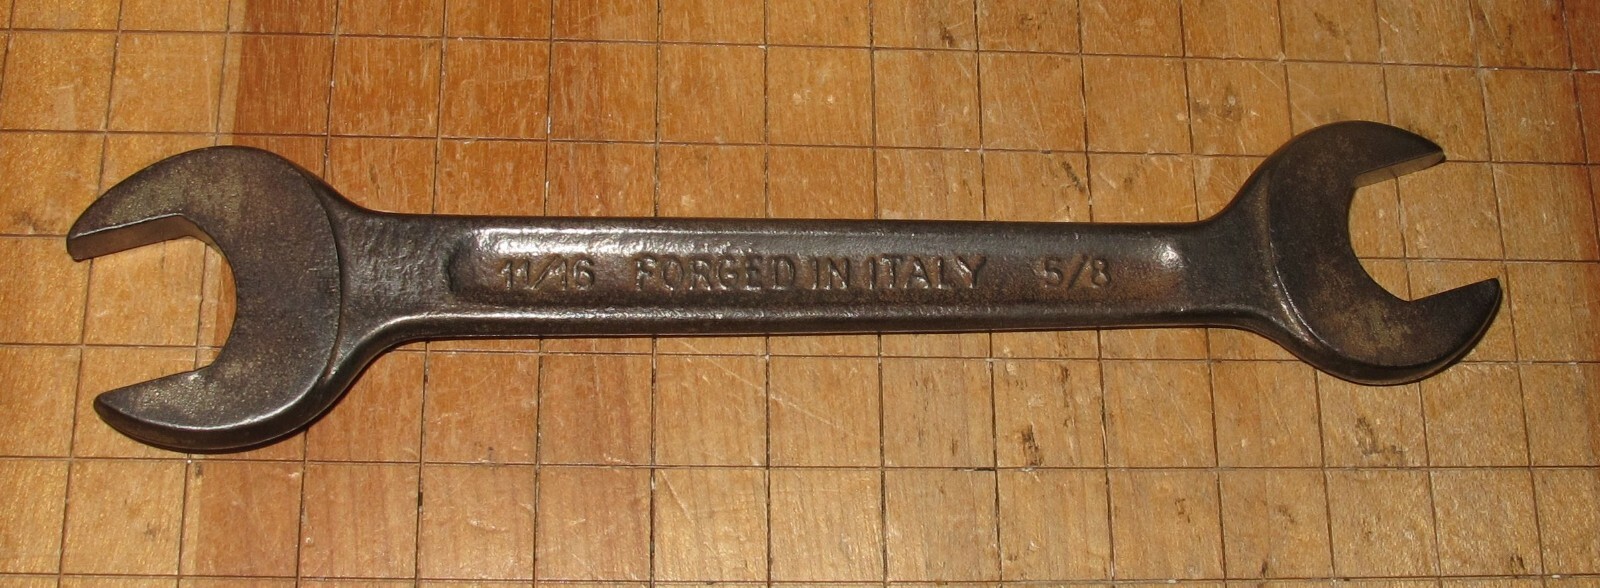 11/16 FORGED IN ITALY 5/8